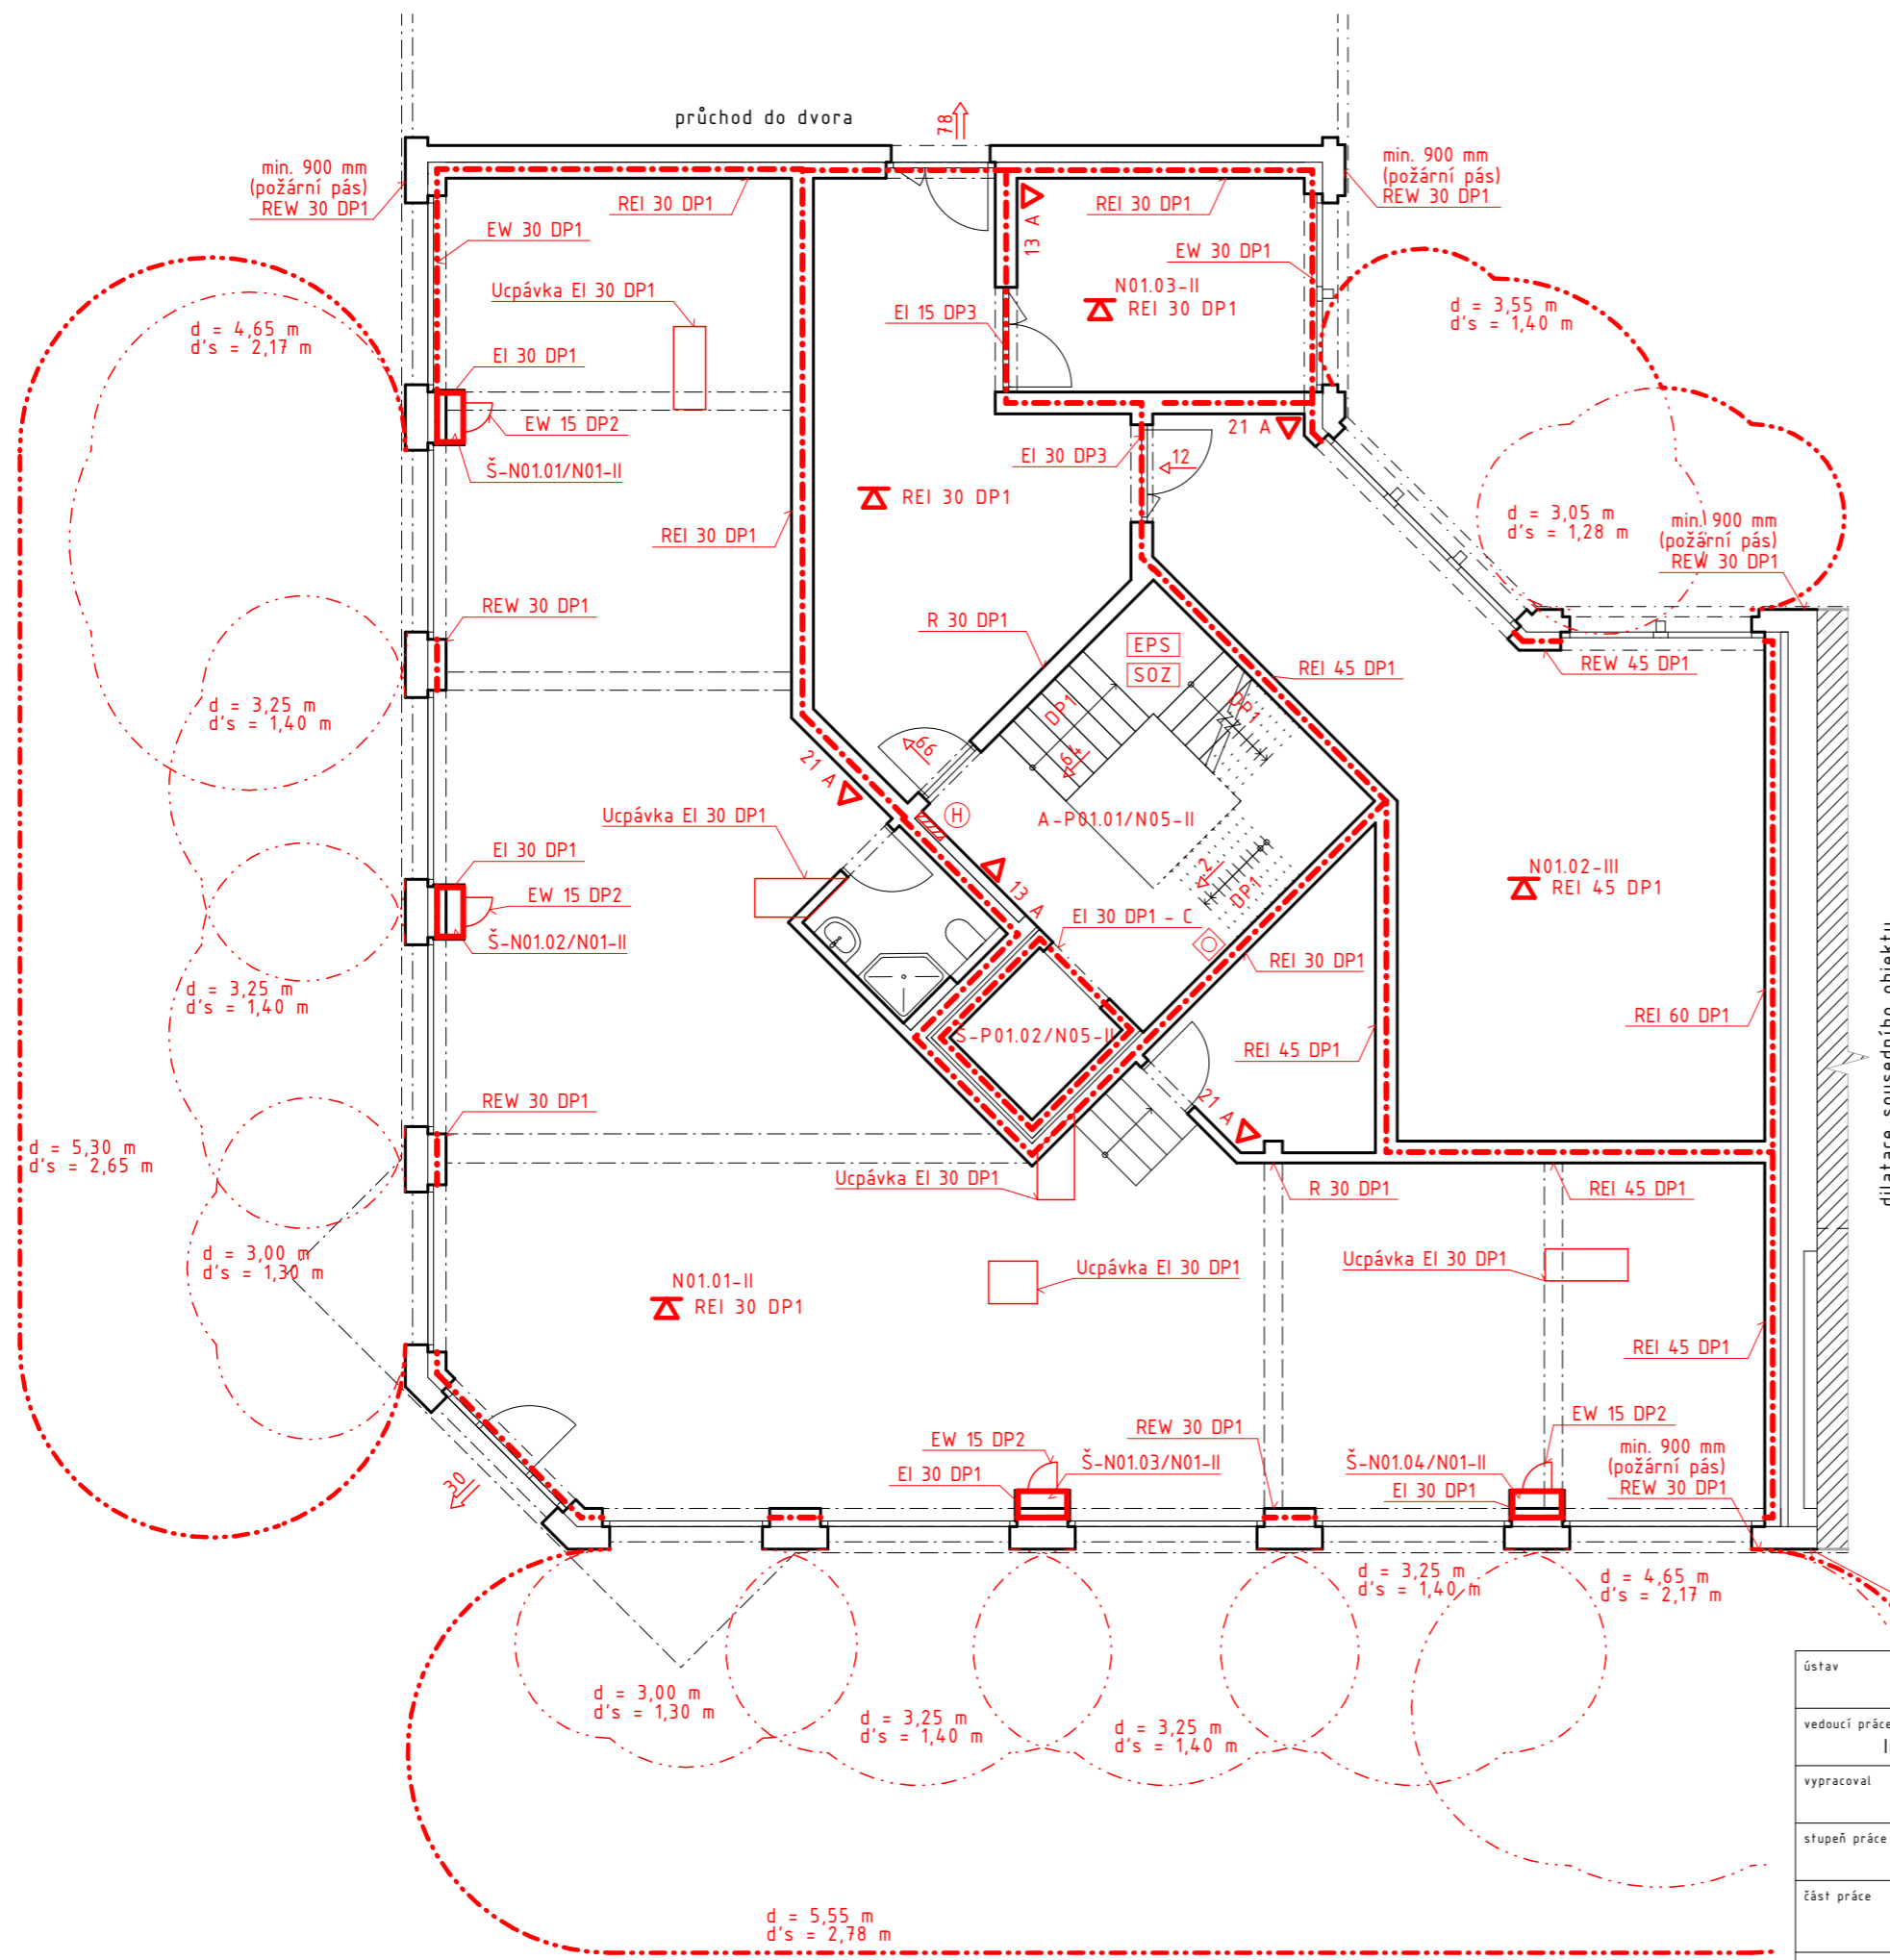 průchod do dvora
78
min. 900 mm
(požární pás)
REW 30 DP1
REI 30 DP1
EW 30 DP1
Ucpávka EI 30 DP1
13 A
REI 30 DP1
EW 30 DP1
min. 900 mm
(požární pás)
REW 30 DP1
N01.03-II
REI 30 DP1
EI 15 DP3
d = 4,65 m
d's = 2,17 m
d = 3,55 m
d's = 1,40 m
EI 30 DP1
EW 15 DP2
Š-N01.01/N01-II
21 A
EI 30 DP3
12
REI 30 DP1
REI 30 DP1
d = 3,05 m
d's = 1,28 m
min. 900 mm
(požární pás)
REW 30 DP1
REW 30 DP1
R 30 DP1
EPS
SOZ
DP1
DP1
REI 45 DP1
REW 45 DP1
d = 3,25 m
d's = 1,40 m
66
64
21 A
Ucpávka EI 30 DP1
H
A-P01.01/N05-II
EI 30 DP1
EW 15 DP2
Š-N01.02/N01-II
13 A
2
DP1
N01.02-III
REI 45 DP1
EI 30 DP1 - C
REI 30 DP1
d = 3,25 m
d's = 1,40 m
REI 60 DP1
dilatace sousedního objektu
Š-P01.02/N05-II
REI 45 DP1
REW 30 DP1
21 A
d = 5,30 m
d's = 2,65 m
Ucpávka EI 30 DP1
R 30 DP1
REI 45 DP1
d = 3,00 m
d's = 1,30 m
N01.01-II
REI 30 DP1
Ucpávka EI 30 DP1
Ucpávka EI 30 DP1
REI 45 DP1
30
REW 30 DP1
EW 15 DP2
EI 30 DP1
Š-N01.03/N01-II
EW 15 DP2
Š-N01.04/N01-II
EI 30 DP1
min. 900 mm
(požární pás)
REW 30 DP1
d = 3,25 m
d's = 1,40 m
d = 4,65 m
d's = 2,17 m
d = 3,00 m
d's = 1,30 m
d = 3,25 m
d's = 1,40 m
d = 3,25 m
d's = 1,40 m
d = 5,55 m
d's = 2,78 m
ústav
vedoucí práce
vypracoval
stupeň práce
část práce